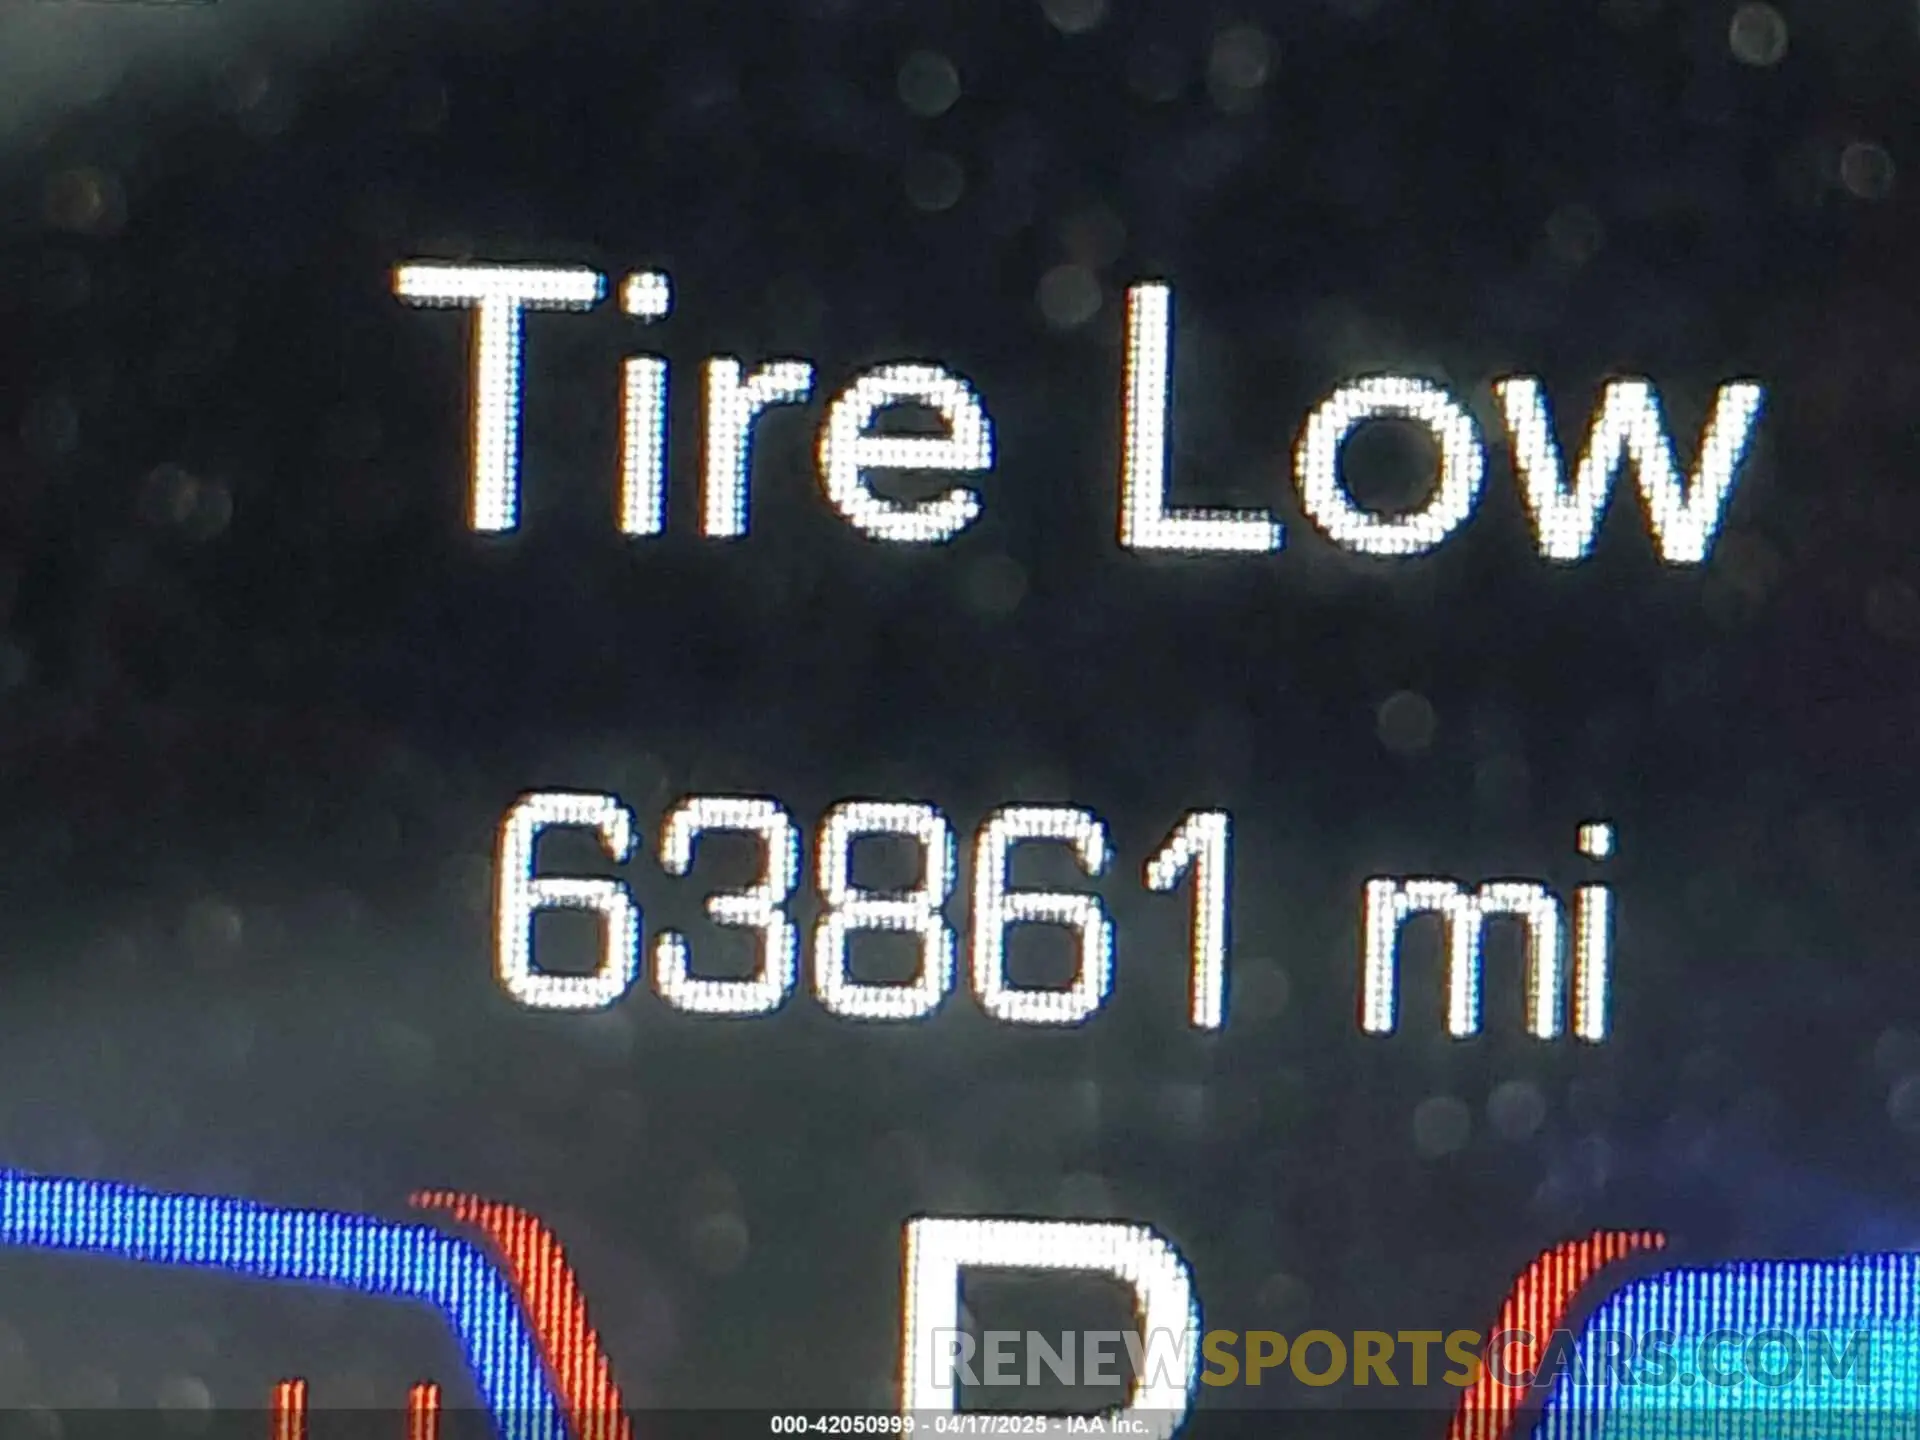 Tire Low
63861 mi
P
RENEWSPORTSCARS.COM
000-42050999 - 04/17/2025 - IAA Inc.